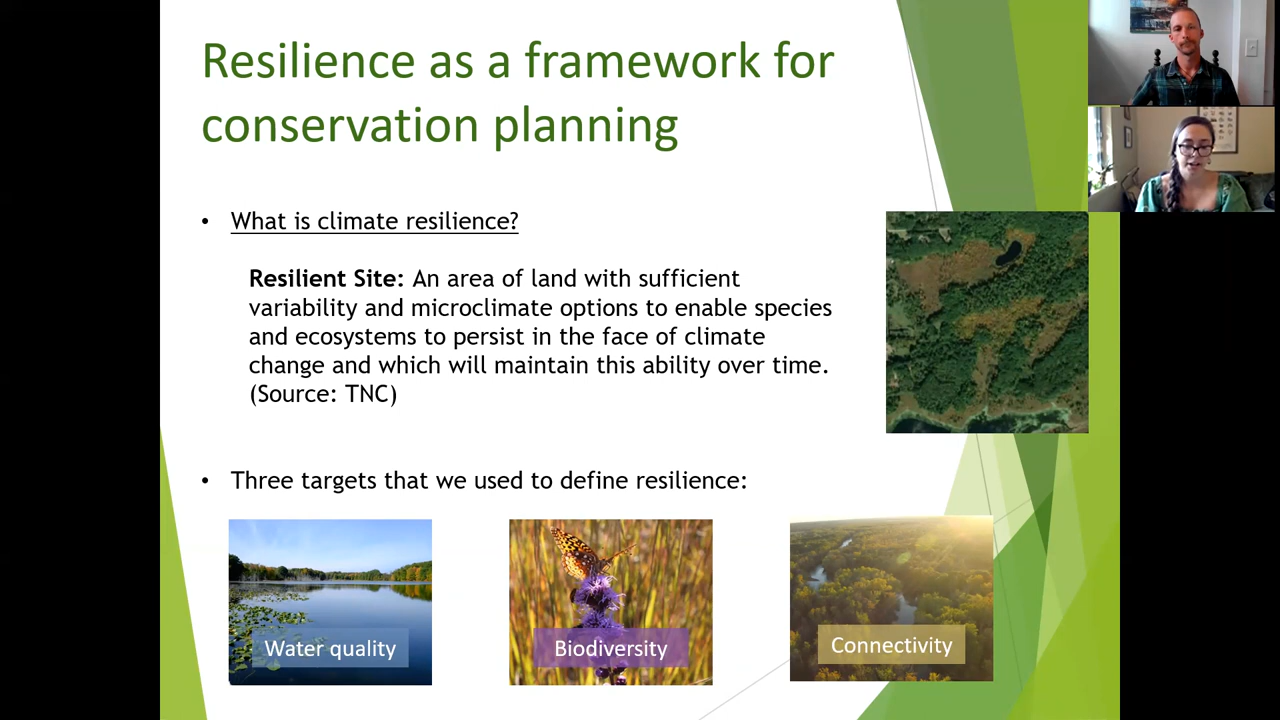 Resilience as a framework for
conservation planning
• What is climate resilience?
Resilient Site: An area of land with sufficient
variability and microclimate options to enable species
and ecosystems to persist in the face of climate
change and which will maintain this ability over time.
(Source: TNC)
• Three targets that we used to define resilience:
Water quality
Biodiversity
Connectivity